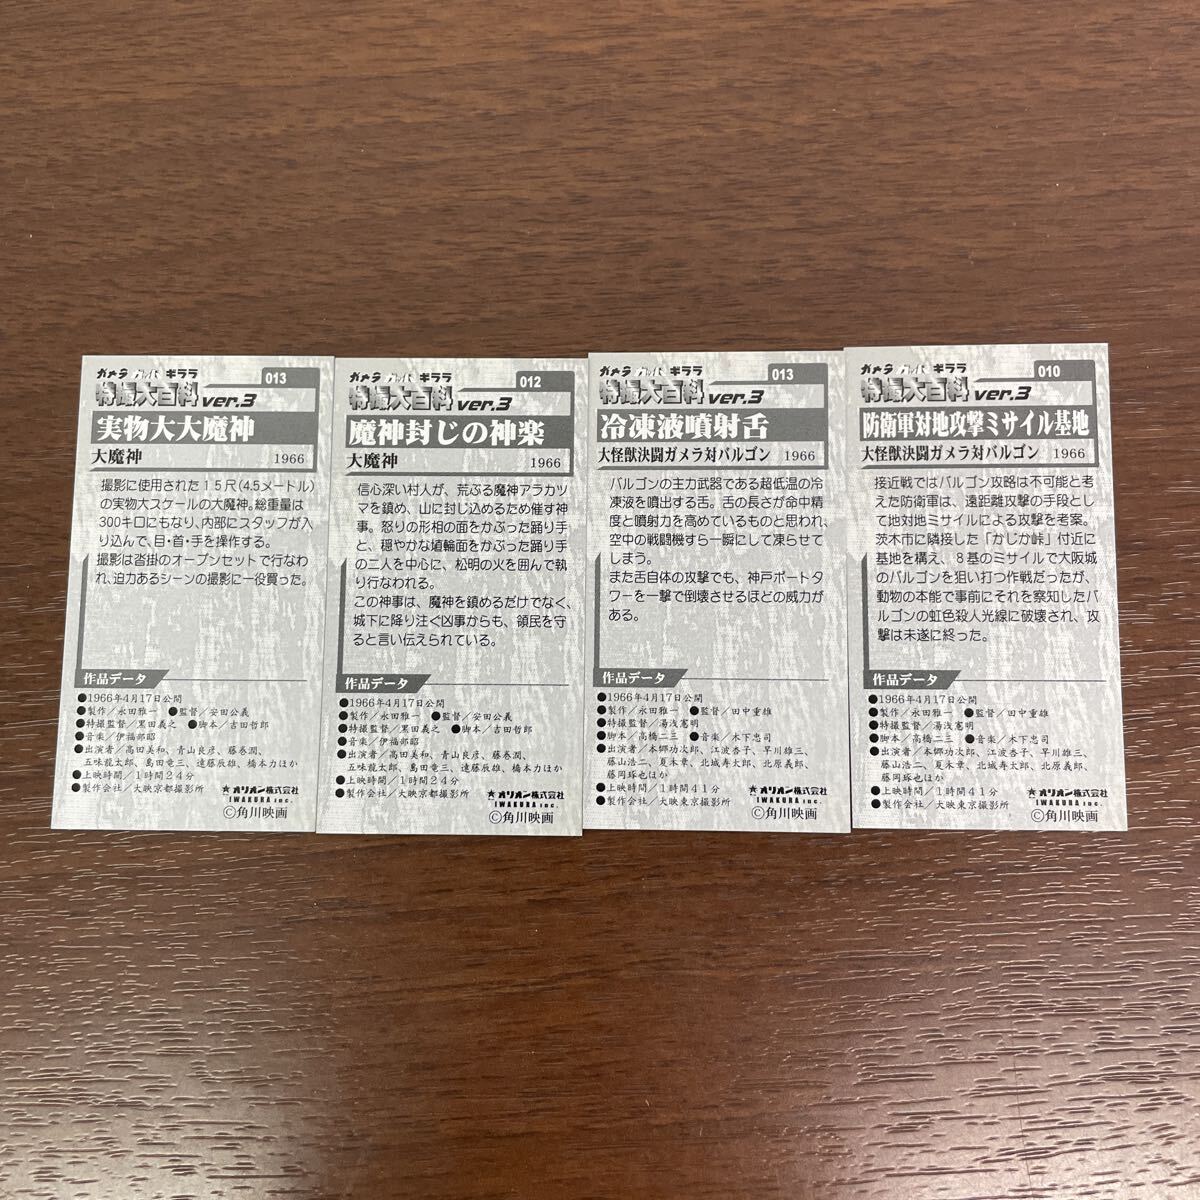 ガメラ ガッパ ギララ
特撮大百科 ver.3
013
実物大大魔神
大魔神 1966
撮影に使用された15尺(4.5メートル)
の実物大スケールの大魔神。総重量は
300キロにもなり、内部にスタッフが入
り込んで、目・首・手を操作する。
撮影は沓掛のオープンセットで行なわ
れ、迫力あるシーンの撮影に一役買った。
作品データ
●1966年4月17日公開
●製作/永田雅一 ●監督/安田公義
●特撮監督/黒田義之 ●脚本/吉田哲郎
●音楽/伊福部昭
●出演者/高田美和、青山良彦、藤巻潤、
五味龍太郎、島田竜三、遠藤辰雄、橋本力ほか
●上映時間/1時間24分
●製作会社/大映京都撮影所
★オリオン株式会社
IWAKURA inc.
©角川映画
ガメラ ガッパ ギララ
特撮大百科 ver.3
012
魔神封じの神楽
大魔神 1966
信心深い村人が、荒ぶる魔神アラカツ
マを鎮め、山に封じ込めるため催す神
事。怒りの形相の面をかぶった踊り手
と、穏やかな埴輪面をかぶった踊り手
の二人を中心に、松明の火を囲んで執
り行なわれる。
この神事は、魔神を鎮めるだけでなく、
城下に降り注ぐ凶事からも、領民を守
ると言い伝えられている。
作品データ
●1966年4月17日公開
●製作/永田雅一 ●監督/安田公義
●特撮監督/黒田義之 ●脚本/吉田哲郎
●音楽/伊福部昭
●出演者/高田美和、青山良彦、藤巻潤、
五味龍太郎、島田竜三、遠藤辰雄、橋本力ほか
●上映時間/1時間24分
●製作会社/大映京都撮影所
★オリオン株式会社
IWAKURA inc.
©角川映画
ガメラ ガッパ ギララ
特撮大百科 ver.3
013
冷凍液噴射舌
大怪獣決闘ガメラ対バルゴン 1966
バルゴンの主力武器である超低温の冷
凍液を噴出する舌。舌の長さが命中精
度と噴射力を高めているものと思われ、
空中の戦闘機すら一瞬にして凍らせて
しまう。
また舌自体の攻撃でも、神戸ポートタ
ワーを一撃で倒壊させるほどの威力が
ある。
作品データ
●1966年4月17日公開
●製作/永田雅一 ●監督/田中重雄
●特撮監督/湯浅憲明
●脚本/高橋二三 ●音楽/木下忠司
●出演者/本郷功次郎、江波杏子、早川雄三、
藤山浩二、夏木章、北城寿太郎、北原義郎、
藤岡琢也ほか
●上映時間/1時間41分
●製作会社/大映東京撮影所
★オリオン株式会社
IWAKURA inc.
©角川映画
ガメラ ガッパ ギララ
特撮大百科 ver.3
010
防衛軍対地攻撃ミサイル基地
大怪獣決闘ガメラ対バルゴン 1966
接近戦ではバルゴン攻略は不可能と考
えた防衛軍は、遠距離攻撃の手段とし
て地対地ミサイルによる攻撃を考案。
茨木市に隣接した「かじか峠」付近に
基地を構え、8基のミサイルで大阪城
のバルゴンを狙い打つ作戦だったが、
動物の本能で事前にそれを察知したバ
ルゴンの虹色殺人光線に破壊され、攻
撃は未遂に終った。
作品データ
●1966年4月17日公開
●製作/永田雅一 ●監督/田中重雄
●特撮監督/湯浅憲明
●脚本/高橋二三 ●音楽/木下忠司
●出演者/本郷功次郎、江波杏子、早川雄三、
藤山浩二、夏木章、北城寿太郎、北原義郎、
藤岡琢也ほか
●上映時間/1時間41分
●製作会社/大映東京撮影所
★オリオン株式会社
IWAKURA inc.
©角川映画